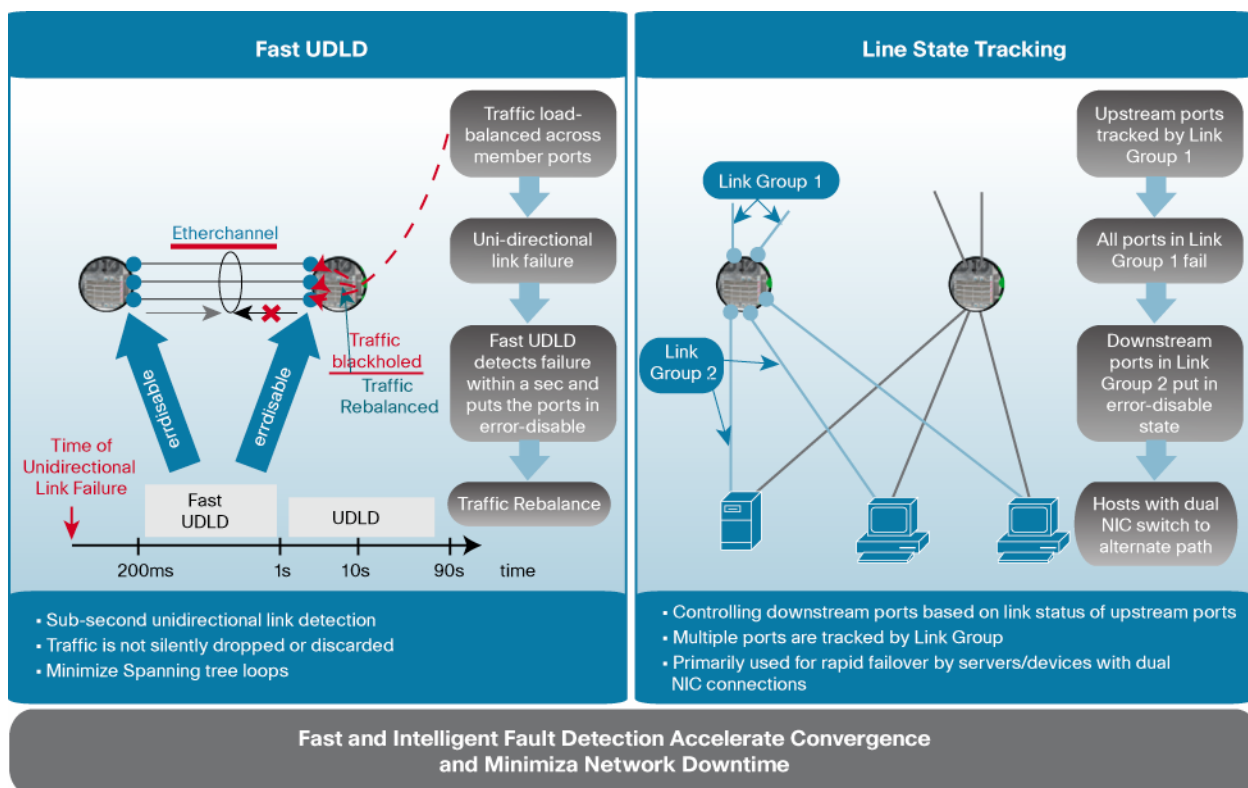 Fast UDLD
Traffic load-
balanced across
member ports
Etherchannel
Uni-directional
link failure
Traffic
blackholed
Traffic
Rebalanced
Fast UDLD
detects failure
within a sec and
puts the ports in
error-disable
errdisable
errdisable
Time of
Unidirectional
Link Failure
Fast
UDLD
UDLD
Traffic Rebalance
200ms
1s
10s
90s
time
▪ Sub-second unidirectional link detection
▪ Traffic is not silently dropped or discarded
▪ Minimize Spanning tree loops
Line State Tracking
Upstream ports
tracked by Link
Group 1
Link Group 1
All ports in Link
Group 1 fail
Link
Group 2
Downstream
ports in Link
Group 2 put in
error-disable
state
Hosts with dual
NIC switch to
alternate path
▪ Controlling downstream ports based on link status of upstream ports
▪ Multiple ports are tracked by Link Group
▪ Primarily used for rapid failover by servers/devices with dual
NIC connections
Fast and Intelligent Fault Detection Accelerate Convergence
and Minimiza Network Downtime